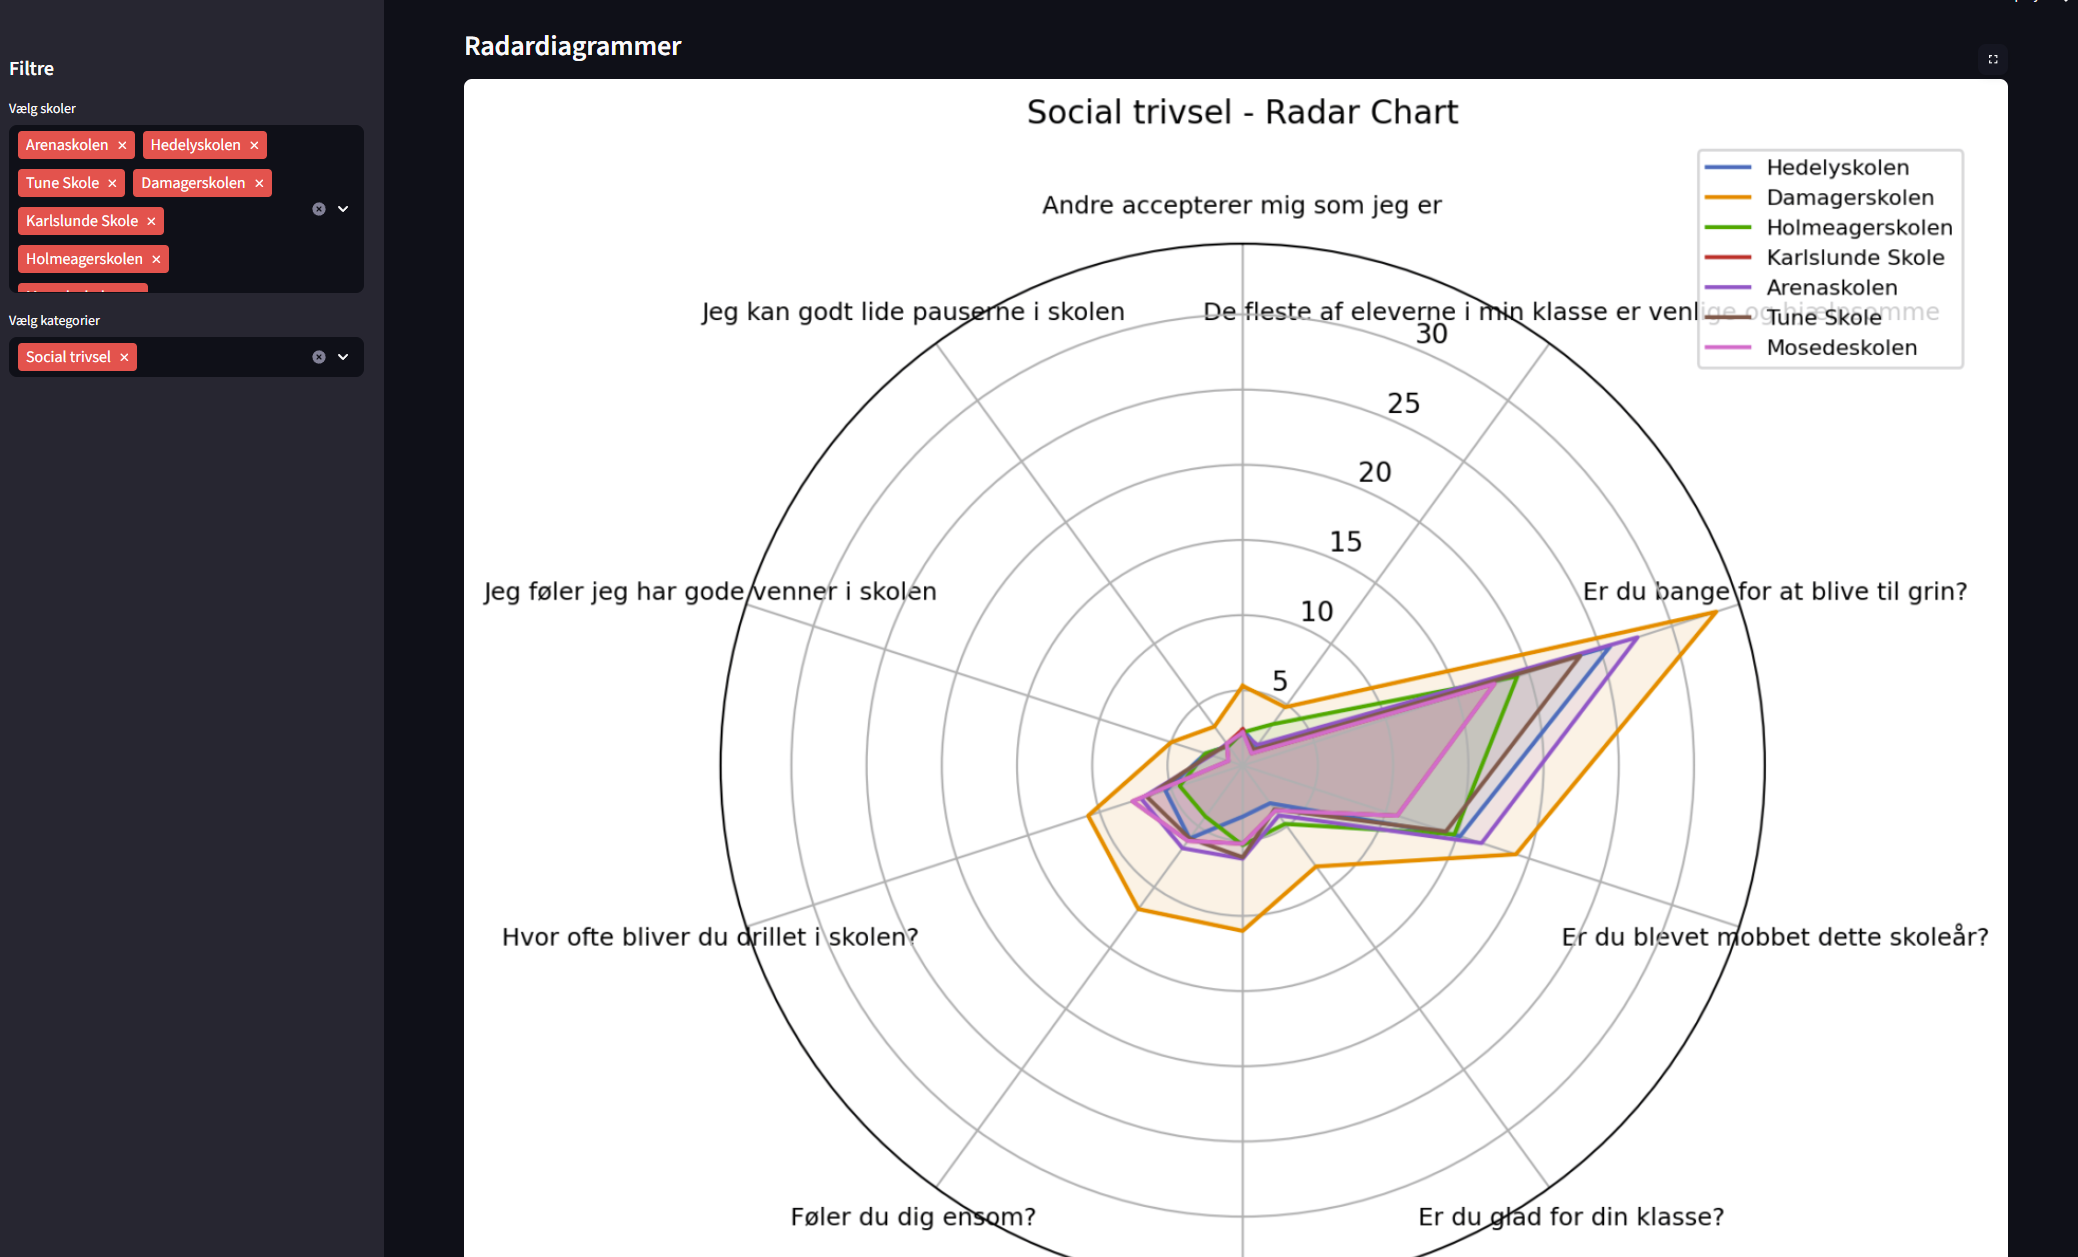 Filtre
Vælg skoler
Arenaskolen × Hedelyskolen ×
Tune Skole × Damagerskolen ×
Karlslunde Skole ×
Holmeagerskolen ×
Vælg kategorier
Social trivsel ×
Radardiagrammer
Social trivsel - Radar Chart
Hedelyskolen
Damagerskolen
Holmeagerskolen
Karlslunde Skole
Arenaskolen
Tune Skole
Mosedeskolen
Andre accepterer mig som jeg er
Jeg kan godt lide pauserne i skolen
De fleste af eleverne i min klasse er venlige og hjælpsomme
30
25
20
15
10
5
Jeg føler jeg har gode venner i skolen
Er du bange for at blive til grin?
Hvor ofte bliver du drillet i skolen?
Er du blevet mobbet dette skoleår?
Føler du dig ensom?
Er du glad for din klasse?